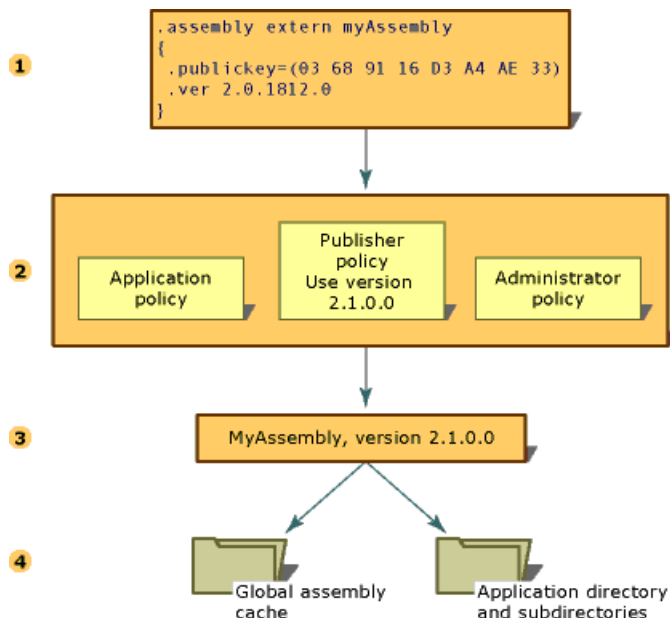 .assembly extern myAssembly
{
.publickey=(03 68 91 16 D3 A4 AE 33)
.ver 2.0.1812.0
}
1
2
Application
policy
Publisher
policy
Use version
2.1.0.0
Administrator
policy
3
MyAssembly, version 2.1.0.0
4
Global assembly
cache
Application directory
and subdirectories